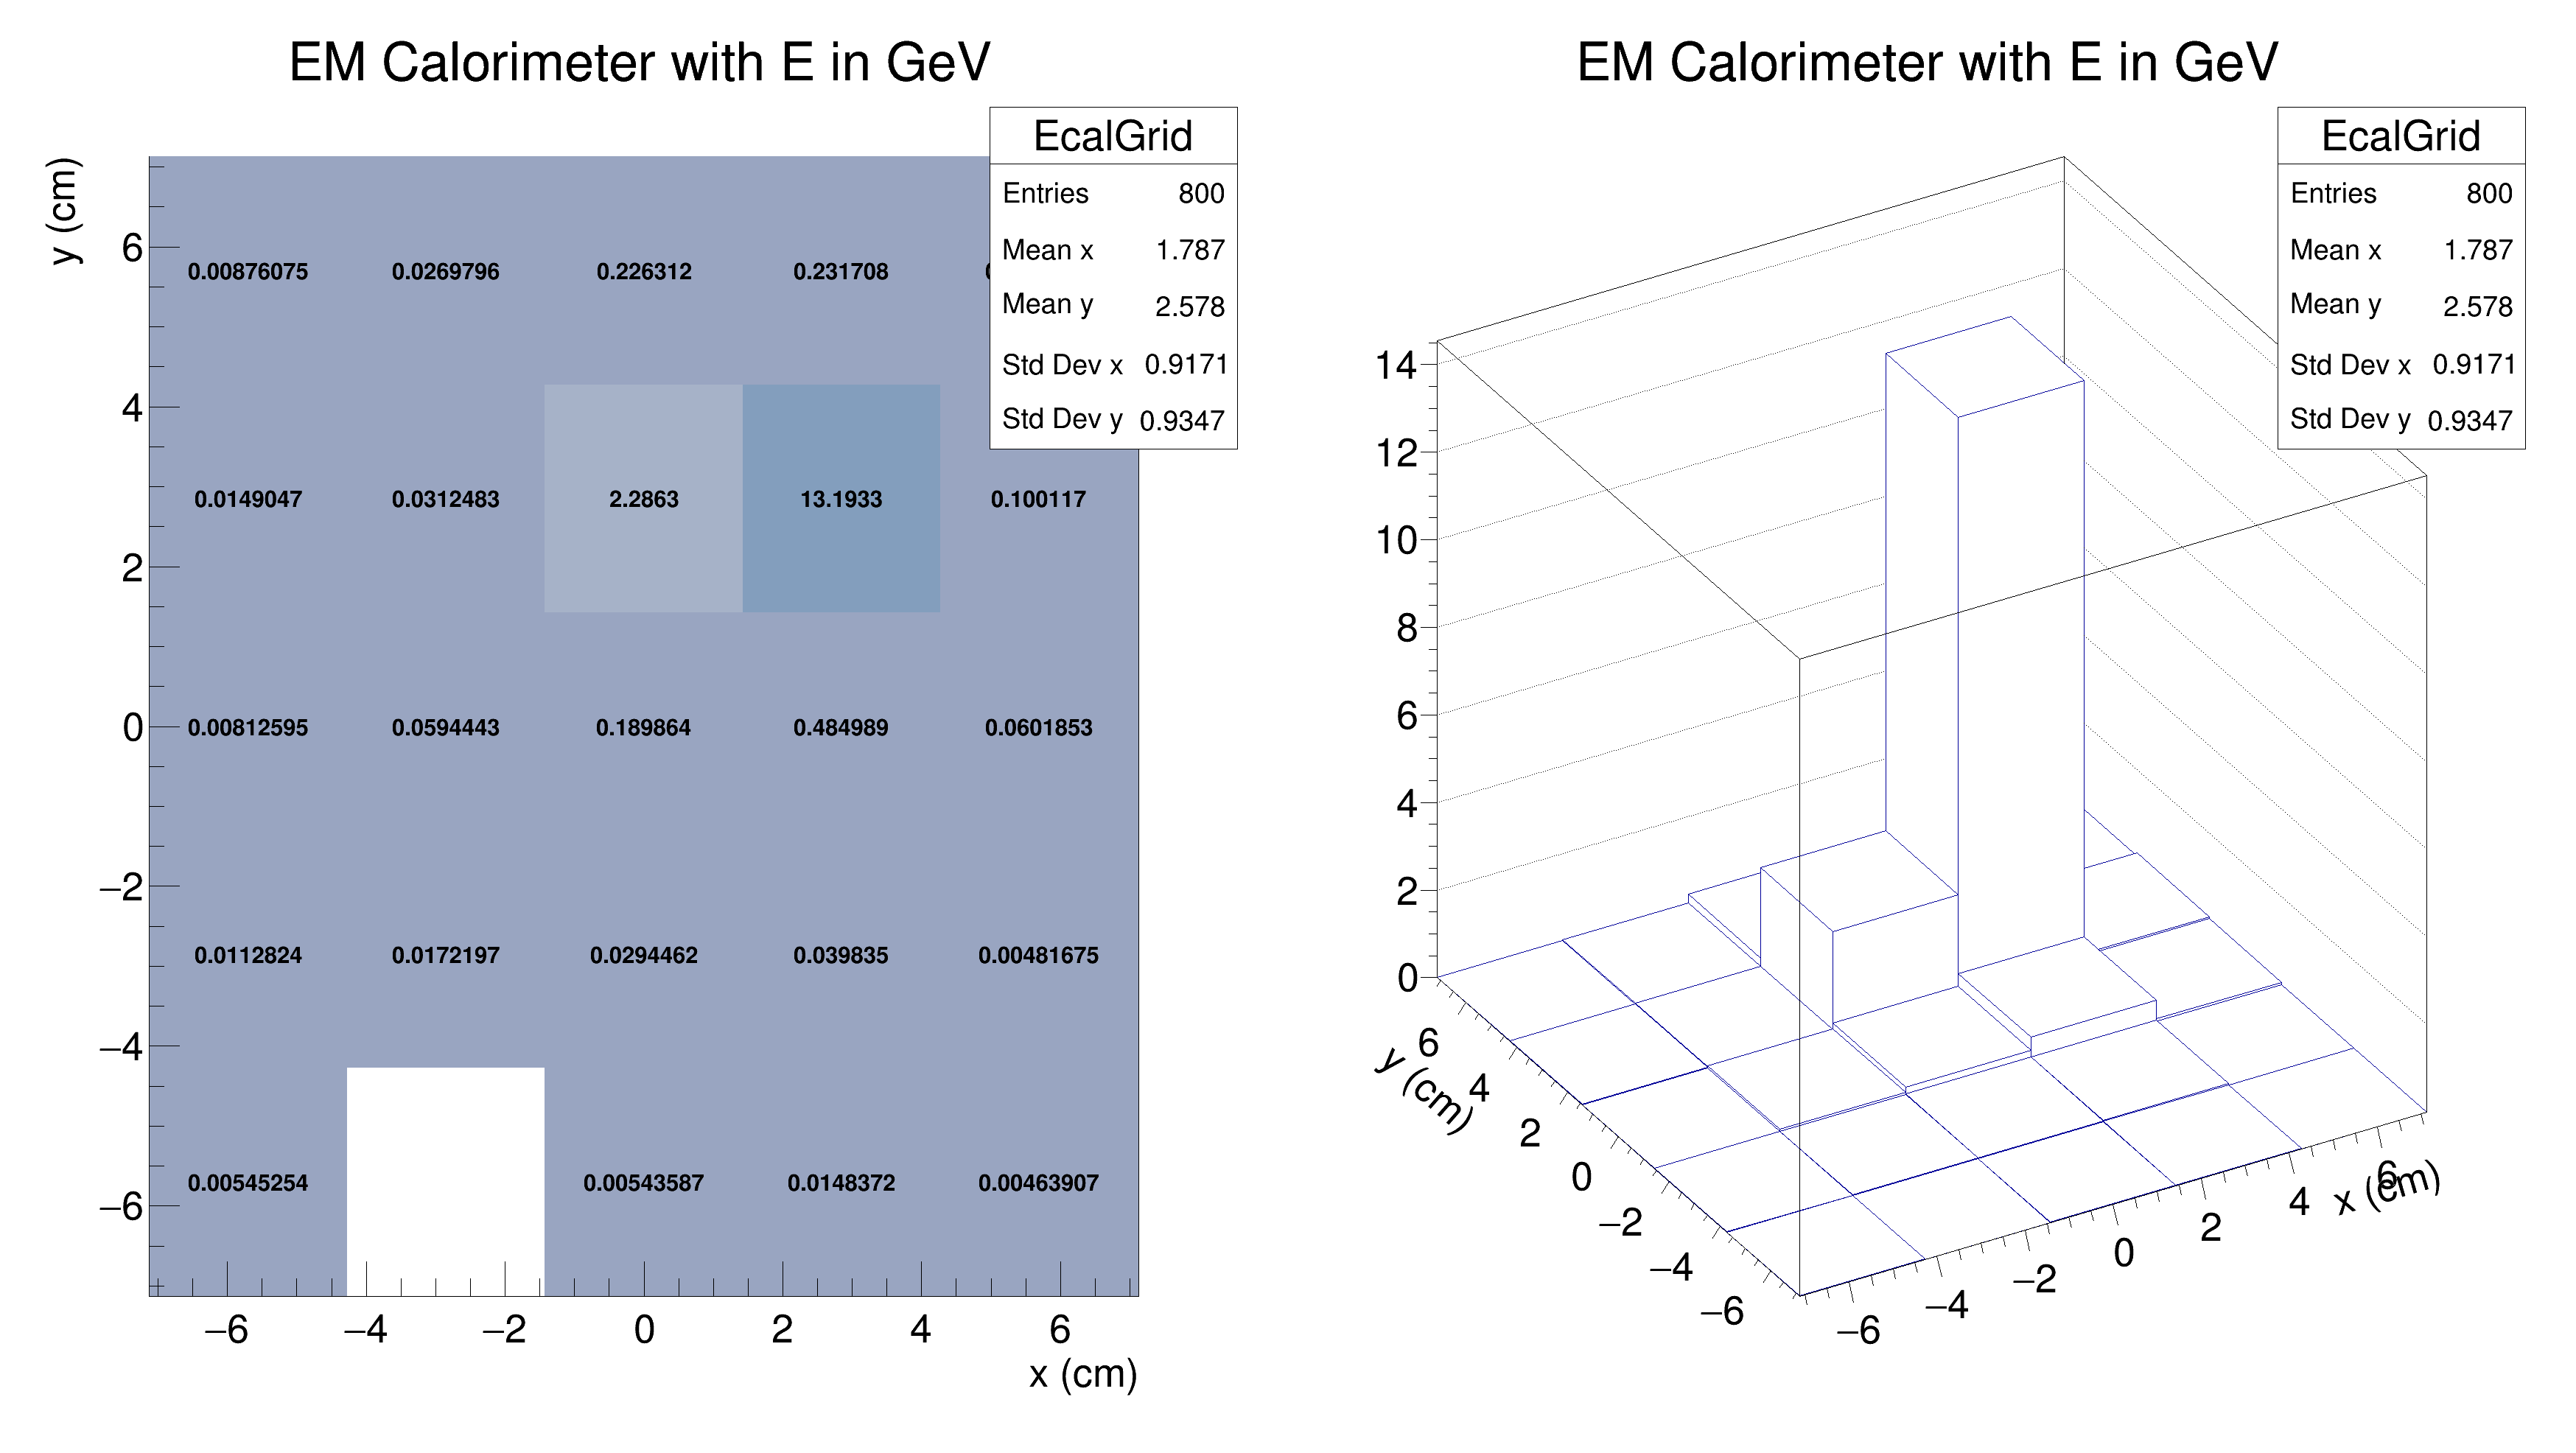 EM Calorimeter with E in GeV
EcalGrid
Entries 800
Mean x 1.787
Mean y 2.578
Std Dev x 0.9171
Std Dev y 0.9347
y (cm)
6
4
2
0
−2
−4
−6
0.00876075 0.0269796 0.226312 0.231708
0.0149047 0.0312483 2.2863 13.1933 0.100117
0.00812595 0.0594443 0.189864 0.484989 0.0601853
0.0112824 0.0172197 0.0294462 0.039835 0.00481675
0.00545254 0.00543587 0.0148372 0.00463907
−6 −4 −2 0 2 4 6
x (cm)
EM Calorimeter with E in GeV
EcalGrid
Entries 800
Mean x 1.787
Mean y 2.578
Std Dev x 0.9171
Std Dev y 0.9347
14
12
10
8
6
4
2
0
y (cm)
6
4
2
0
−2
−4
−6
−6
−4
−2
0
2
4
6
x (cm)